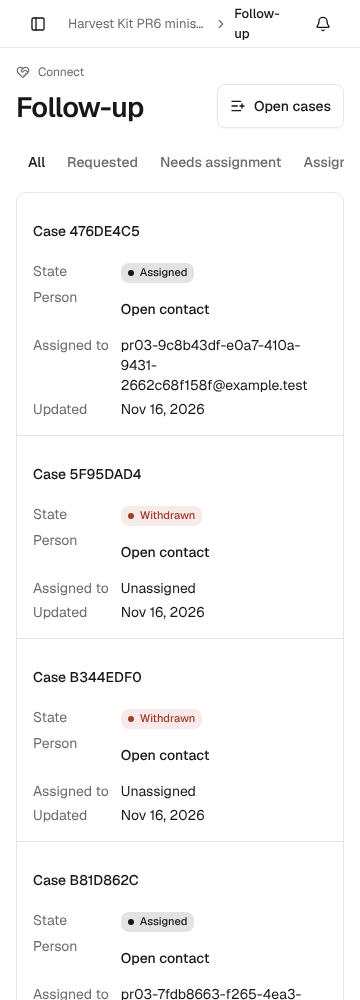 Harvest Kit PR6 minis...
Follow-
up
Connect
Follow-up
Open cases
All
Requested
Needs assignment
Assigr
Case 476DE4C5
State
Assigned
Person
Open contact
Assigned to
pr03-9c8b43df-e0a7-410a-
9431-
2662c68f158f@example.test
Updated
Nov 16, 2026
Case 5F95DAD4
State
Withdrawn
Person
Open contact
Assigned to
Unassigned
Updated
Nov 16, 2026
Case B344EDF0
State
Withdrawn
Person
Open contact
Assigned to
Unassigned
Updated
Nov 16, 2026
Case B81D862C
State
Assigned
Person
Open contact
Assigned to
pr03-7fdb8663-f265-4ea3-